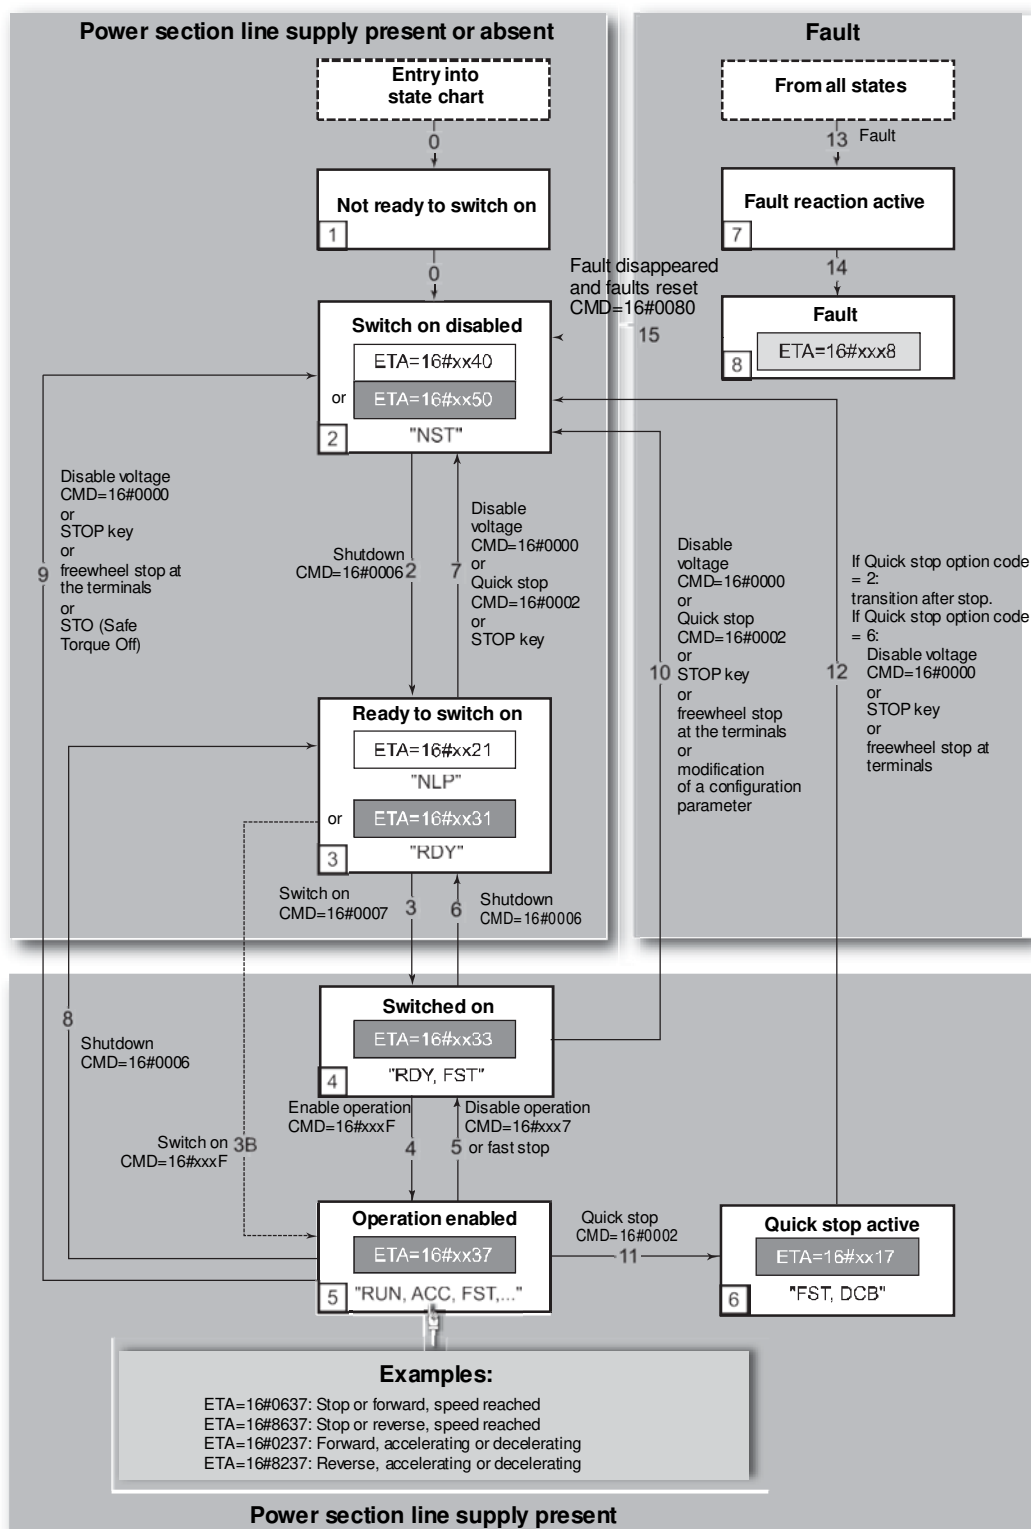 Power section line supply present or absent
Entry into
state chart
0
Not ready to switch on
1
0
Switch on disabled
ETA=16#xx40
or
ETA=16#xx50
2
"NST"
Fault
From all states
13
Fault
Fault reaction active
7
14
Fault
ETA=16#xxx8
8
Fault disappeared
and faults reset
CMD=16#0080
15
Disable voltage
CMD=16#0000
or
STOP key
or
freewheel stop at
the terminals
or
STO (Safe
Torque Off)
9
Shutdown
CMD=16#0006
2
7
Disable
voltage
CMD=16#0000
or
Quick stop
CMD=16#0002
or
STOP key
10
Disable
voltage
CMD=16#0000
or
Quick stop
CMD=16#0002
or
STOP key
or
freewheel stop
at the terminals
or
modification
of a configuration
parameter
12
If Quick stop option code
= 2:
transition after stop.
If Quick stop option code
= 6:
Disable voltage
CMD=16#0000
or
STOP key
or
freewheel stop at
terminals
Ready to switch on
ETA=16#xx21
"NLP"
or
ETA=16#xx31
3
"RDY"
Switch on
CMD=16#0007
3
6
Shutdown
CMD=16#0006
Switched on
ETA=16#xx33
4
"RDY, FST"
8
Shutdown
CMD=16#0006
Switch on
CMD=16#xxxF
3B
Enable operation
CMD=16#xxxF
4
5
Disable operation
CMD=16#xxx7
or fast stop
Operation enabled
ETA=16#xx37
5
"RUN, ACC, FST,..."
Quick stop
CMD=16#0002
11
Quick stop active
ETA=16#xx17
6
"FST, DCB"
Examples:
ETA=16#0637: Stop or forward, speed reached
ETA=16#8637: Stop or reverse, speed reached
ETA=16#0237: Forward, accelerating or decelerating
ETA=16#8237: Reverse, accelerating or decelerating
Power section line supply present